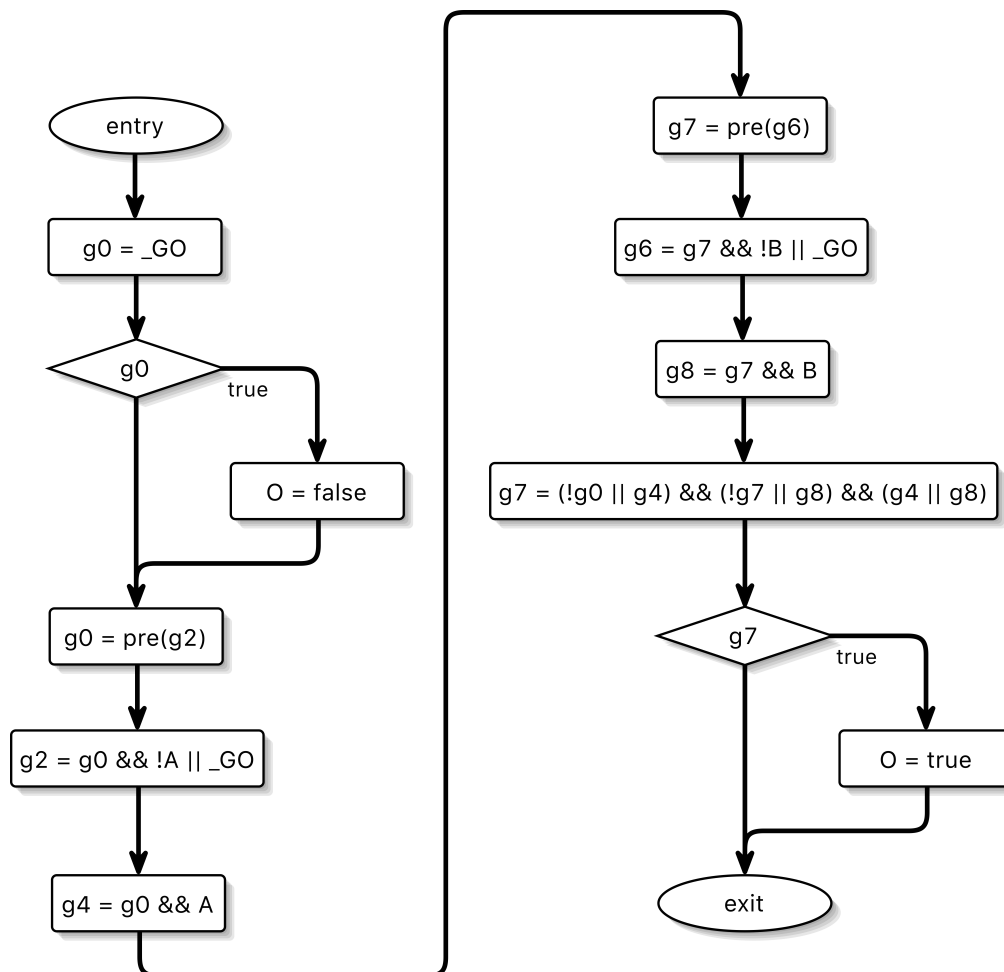 entry
g0 = _GO
g0
true
O = false
g0 = pre(g2)
g2 = g0 && !A || _GO
g4 = g0 && A
g7 = pre(g6)
g6 = g7 && !B || _GO
g8 = g7 && B
g7 = (!g0 || g4) && (!g7 || g8) && (g4 || g8)
g7
true
O = true
exit